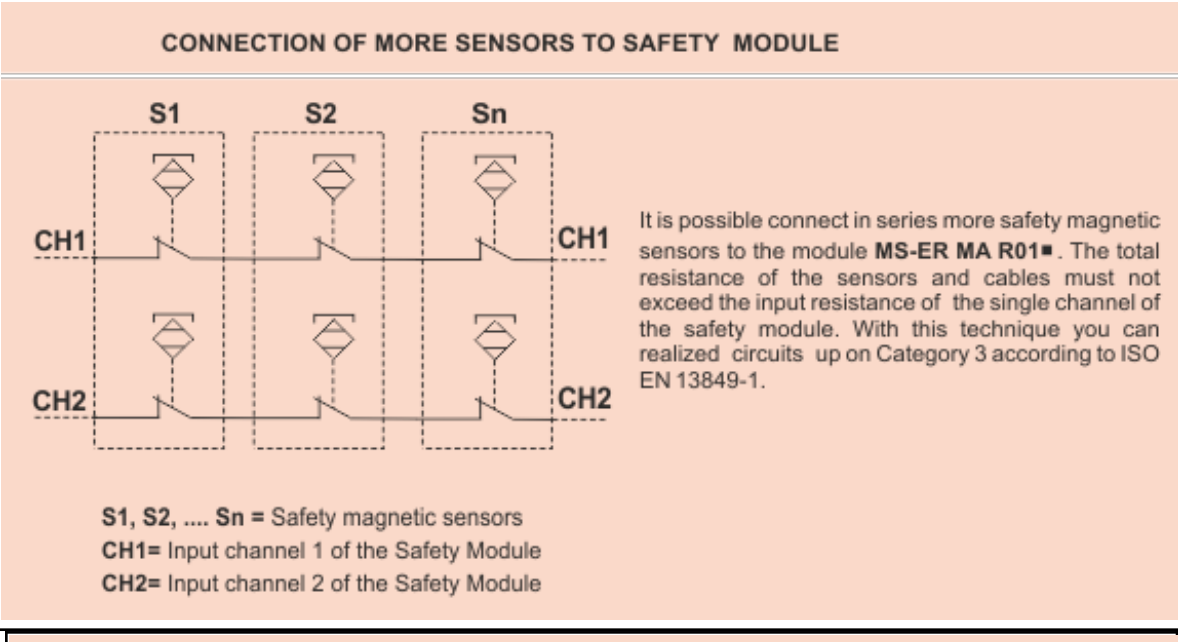 CONNECTION OF MORE SENSORS TO SAFETY MODULE
S1 S2 Sn
CH1 CH1
CH2 CH2
It is possible connect in series more safety magnetic
sensors to the module MS-ER MA R01■. The total
resistance of the sensors and cables must not
exceed the input resistance of the single channel of
the safety module. With this technique you can
realized circuits up on Category 3 according to ISO
EN 13849-1.
S1, S2, .... Sn = Safety magnetic sensors
CH1= Input channel 1 of the Safety Module
CH2= Input channel 2 of the Safety Module